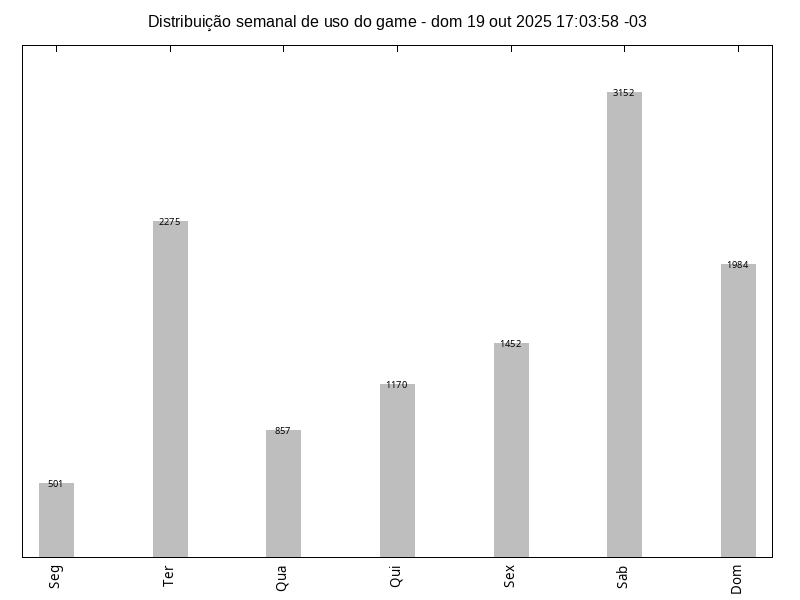 Distribuição semanal de uso do game - dom 19 out 2025 17:03:58 -03
3152
2275
1984
1452
1170
857
501
Seg
Ter
Qua
Qui
Sex
Sab
Dom